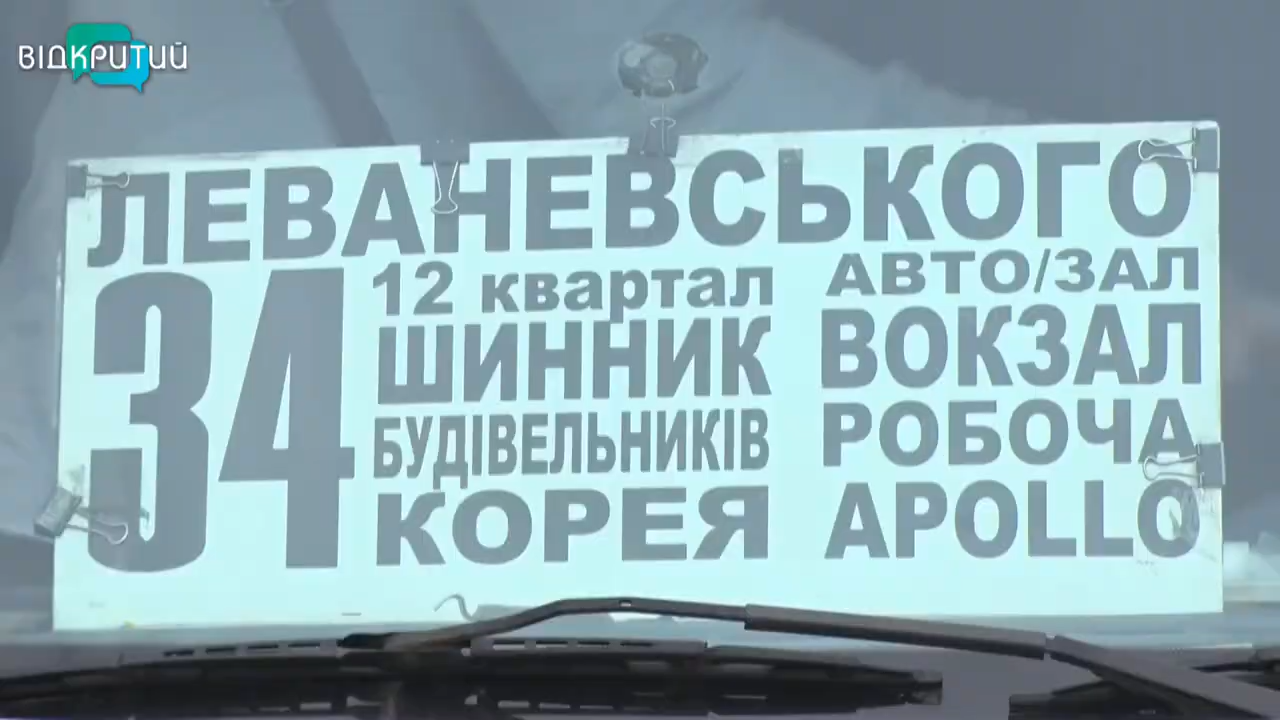 ВІДКРИТИЙ
ЛЕВАНЕВСЬКОГО
34
12 квартал
ШИННИК
БУДІВЕЛЬНИКІВ
КОРЕЯ
АВТО/ЗАЛ
ВОКЗАЛ
РОБОЧА
APOLLO